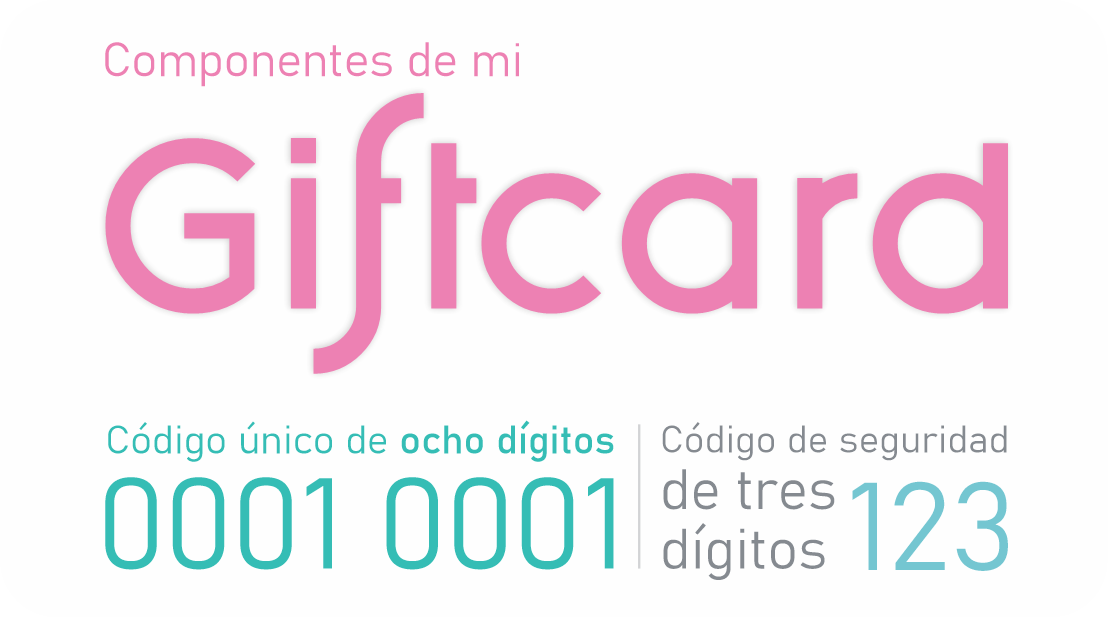 Componentes de mi
Giftcard
Código único de ocho dígitos
0001 0001
Código de seguridad
de tres
dígitos
123